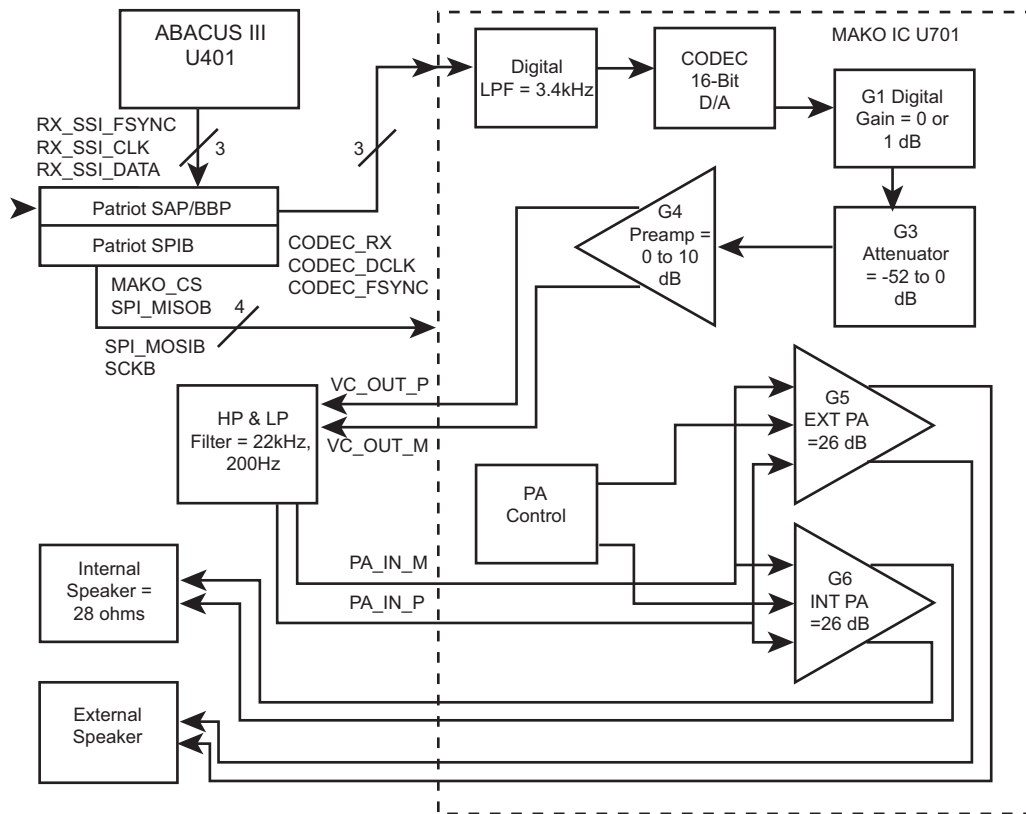 ABACUS III
U401
MAKO IC U701
Digital
LPF = 3.4kHz
CODEC
16-Bit
D/A
G1 Digital
Gain = 0 or
1 dB
RX_SSI_FSYNC
RX_SSI_CLK
RX_SSI_DATA
3
3
Patriot SAP/BBP
Patriot SPIB
G4
Preamp =
0 to 10
dB
G3
Attenuator
= -52 to 0
dB
CODEC_RX
CODEC_DCLK
CODEC_FSYNC
MAKO_CS
SPI_MISOB
4
SPI_MOSIB
SCKB
VC_OUT_P
HP & LP
Filter = 22kHz,
200Hz
VC_OUT_M
G5
EXT PA
=26 dB
PA
Control
PA_IN_M
PA_IN_P
Internal
Speaker =
28 ohms
G6
INT PA
=26 dB
External
Speaker